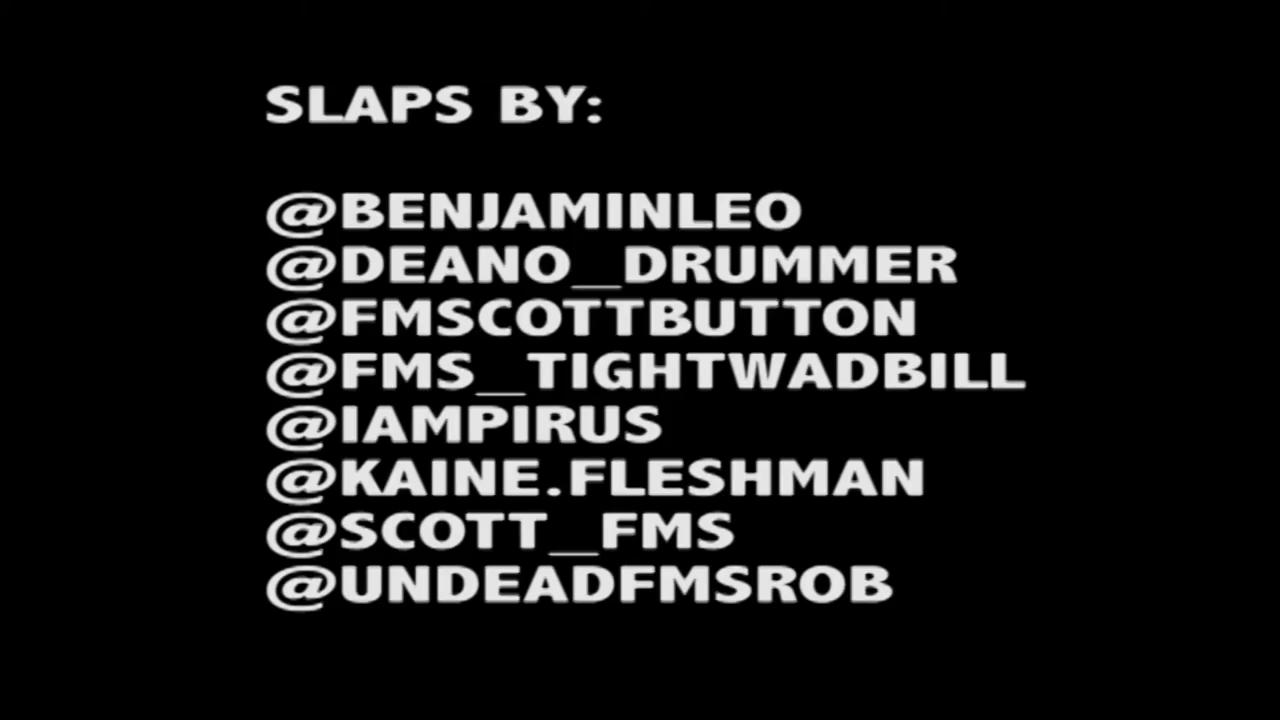 SLAPS BY:
@BENJAMINLEO
@DEANO_DRUMMER
@FMSCOTTBUTTON
@FMS_TIGHTWADBILL
@IAMPIRUS
@KAINE.FLESHMAN
@SCOTT_FMS
@UNDEADFMSROB